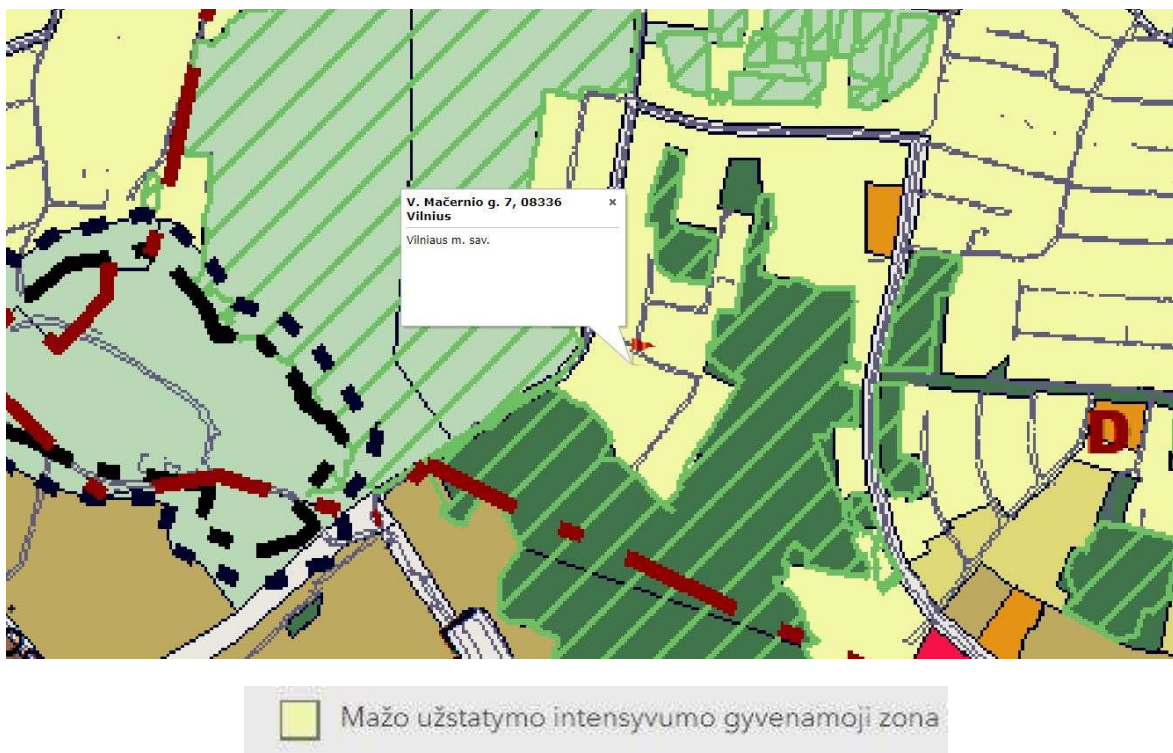 V. Mačernio g. 7, 08336
Vilnius
×
Vilniaus m. sav.
D
Mažo užstatymo intensyvumo gyvenamoji zona